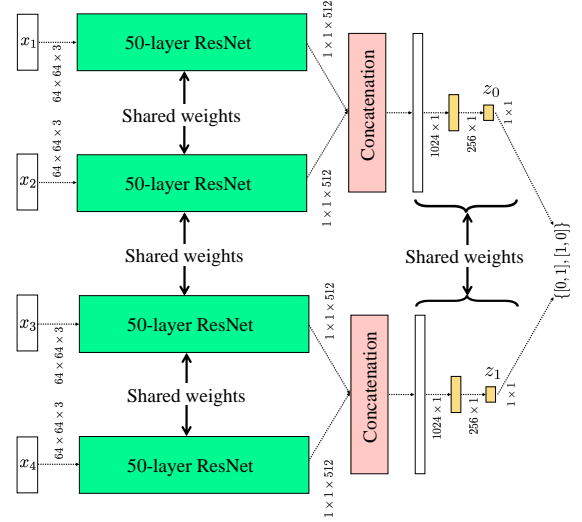 x₁
64 × 64 × 3
50-layer ResNet
1 × 1 × 512
Shared weights
x₂
64 × 64 × 3
50-layer ResNet
1 × 1 × 512
Concatenation
1024 × 1
256 × 1
z₀
1 × 1
Shared weights
Shared weights
{[0, 1], [1, 0]}
x₃
64 × 64 × 3
50-layer ResNet
1 × 1 × 512
Shared weights
x₄
64 × 64 × 3
50-layer ResNet
1 × 1 × 512
Concatenation
1024 × 1
256 × 1
z₁
1 × 1